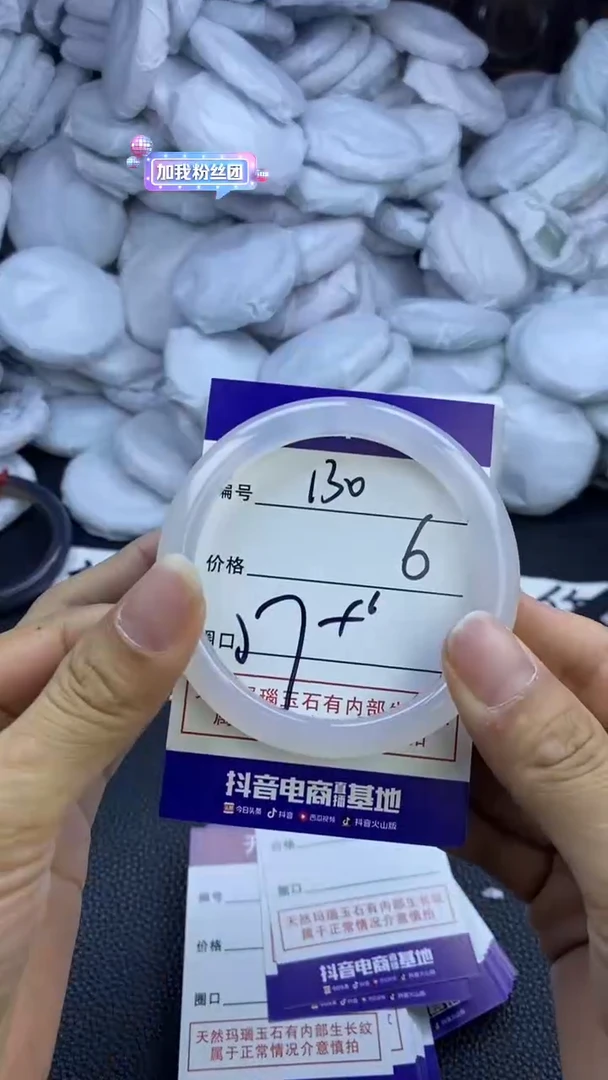 加我粉丝团
编号 130
价格 6
圈口
天然玛瑙玉石有内部生长纹
抖音电商直播基地
今日头条 抖音 西瓜视频 抖音火山版
价格
圈口
天然玛瑙玉石有内部生长纹
属于正常情况介意慎拍
抖音电商直播基地
编号
价格
圈口
天然玛瑙玉石有内部生长纹
属于正常情况介意慎拍